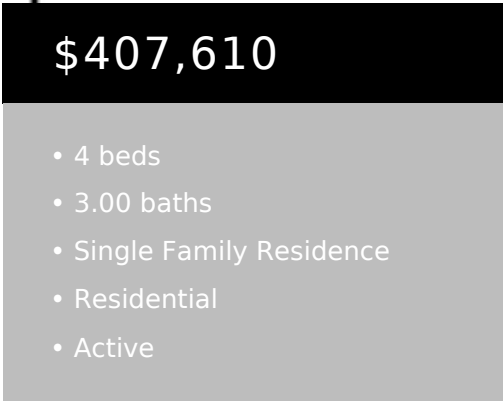 $407,610
• 4 beds
• 3.00 baths
• Single Family Residence
• Residential
• Active